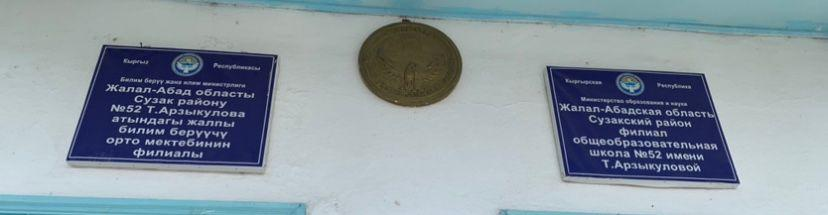 Кыргыз Республикасы
Билим берүү жана илим министрлиги
Жалал-Абад областы
Сузак району
№52 Т.Арзыкулова
атындагы жалпы
билим берүүчү
орто мектебинин
филиалы
Кыргызская Республика
Министерство образования и науки
Жалал-Абадская область
Сузакский район
филиал
общеобразовательная
школа №52 имени
Т.Арзыкуловой